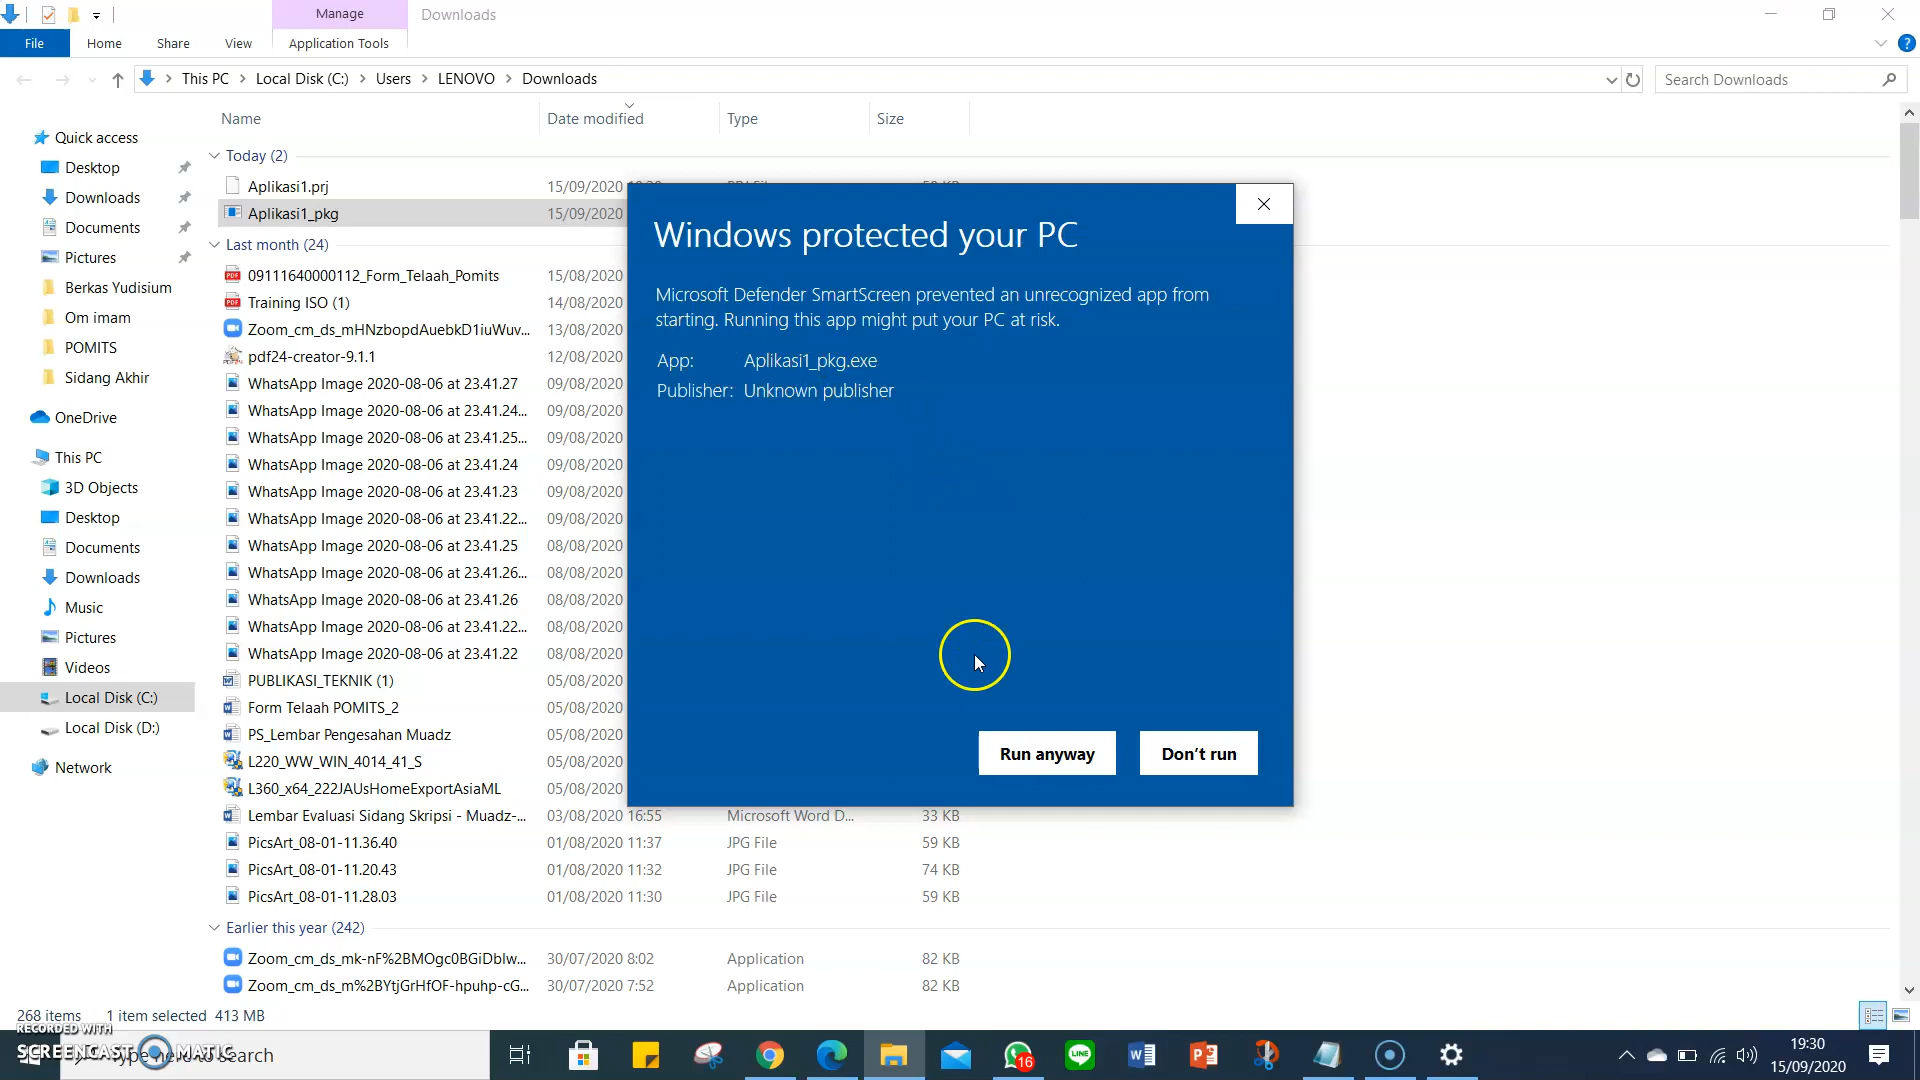 Manage
Downloads
File
Home
Share
View
Application Tools
This PC
Local Disk (C:)
Users
LENOVO
Downloads
Search Downloads
Name
Date modified
Type
Size
Quick access
Desktop
Downloads
Documents
Pictures
Berkas Yudisium
Om imam
POMITS
Sidang Akhir
OneDrive
This PC
3D Objects
Desktop
Documents
Downloads
Music
Pictures
Videos
Local Disk (C:)
Local Disk (D:)
Network
Today (2)
Aplikasi1.prj 15/09/2020
Aplikasi1_pkg 15/09/2020
Last month (24)
09111640000112_Form_Telaah_Pomits 15/08/2020
Training ISO (1) 14/08/2020
Zoom_cm_ds_mHNzbopdAuebkD1iuWuv... 13/08/2020
pdf24-creator-9.1.1 12/08/2020
WhatsApp Image 2020-08-06 at 23.41.27 09/08/2020
WhatsApp Image 2020-08-06 at 23.41.24... 09/08/2020
WhatsApp Image 2020-08-06 at 23.41.25... 09/08/2020
WhatsApp Image 2020-08-06 at 23.41.24 09/08/2020
WhatsApp Image 2020-08-06 at 23.41.23 09/08/2020
WhatsApp Image 2020-08-06 at 23.41.22... 09/08/2020
WhatsApp Image 2020-08-06 at 23.41.25 08/08/2020
WhatsApp Image 2020-08-06 at 23.41.26... 08/08/2020
WhatsApp Image 2020-08-06 at 23.41.26 08/08/2020
WhatsApp Image 2020-08-06 at 23.41.22... 08/08/2020
WhatsApp Image 2020-08-06 at 23.41.22 08/08/2020
PUBLIKASI_TEKNIK (1) 05/08/2020
Form Telaah POMITS_2 05/08/2020
PS_Lembar Pengesahan Muadz 05/08/2020
L220_WW_WIN_4014_41_S 05/08/2020
L360_x64_222JAUsHomeExportAsiaML 05/08/2020
Lembar Evaluasi Sidang Skripsi - Muadz-... 03/08/2020 16:55 Microsoft Word D... 33 KB
PicsArt_08-01-11.36.40 01/08/2020 11:37 JPG File 59 KB
PicsArt_08-01-11.20.43 01/08/2020 11:32 JPG File 74 KB
PicsArt_08-01-11.28.03 01/08/2020 11:30 JPG File 59 KB
Earlier this year (242)
Zoom_cm_ds_mk-nF%2BMOgc0BGiDblw... 30/07/2020 8:02 Application 82 KB
Zoom_cm_ds_m%2BYtjGrHfOF-hpuhp-cG... 30/07/2020 7:52 Application 82 KB
Windows protected your PC
Microsoft Defender SmartScreen prevented an unrecognized app from
starting. Running this app might put your PC at risk.
App: Aplikasi1_pkg.exe
Publisher: Unknown publisher
Run anyway
Don't run
268 items 1 item selected 413 MB
RECORDED WITH
SCREENCAST MATIC
Type here to search
16
LINE
19:30
15/09/2020